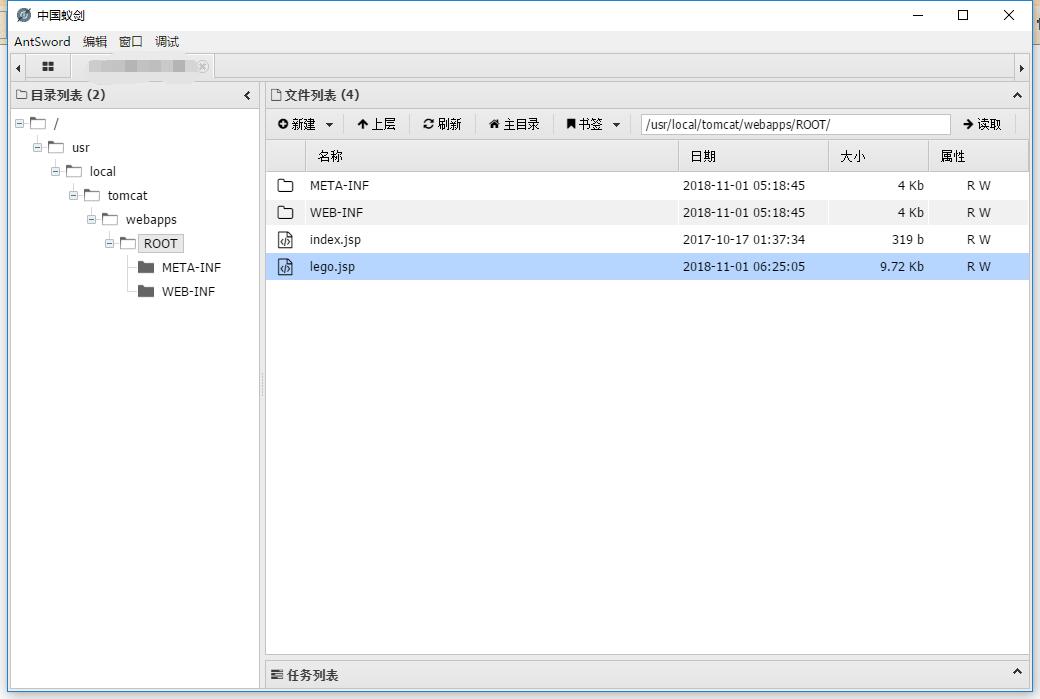 中国蚁剑
AntSword 编辑 窗口 调试
目录列表 (2)
/
usr
local
tomcat
webapps
ROOT
META-INF
WEB-INF
文件列表 (4)
新建 上层 刷新 主目录 书签 /usr/local/tomcat/webapps/ROOT/ 读取
名称 日期 大小 属性
META-INF 2018-11-01 05:18:45 4 Kb R W
WEB-INF 2018-11-01 05:18:45 4 Kb R W
index.jsp 2017-10-17 01:37:34 319 b R W
lego.jsp 2018-11-01 06:25:05 9.72 Kb R W
任务列表